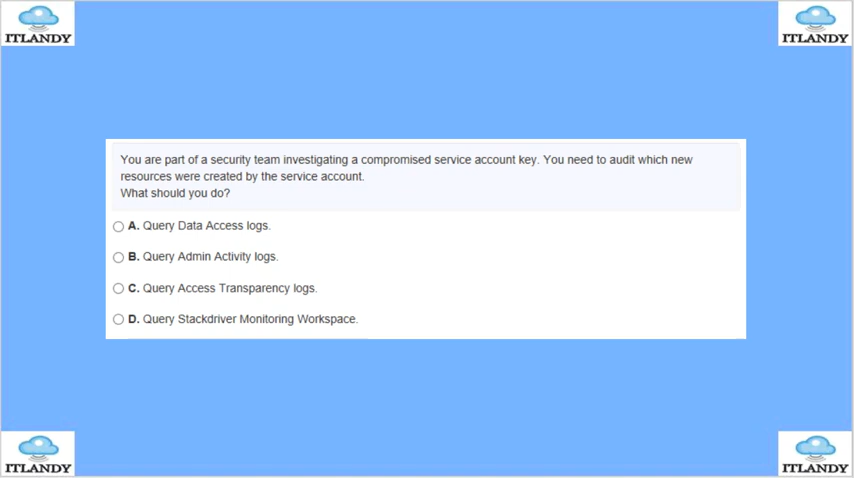 ITLANDY
ITLANDY
You are part of a security team investigating a compromised service account key. You need to audit which new
resources were created by the service account.
What should you do?
A. Query Data Access logs.
B. Query Admin Activity logs.
C. Query Access Transparency logs.
D. Query Stackdriver Monitoring Workspace.
ITLANDY
ITLANDY